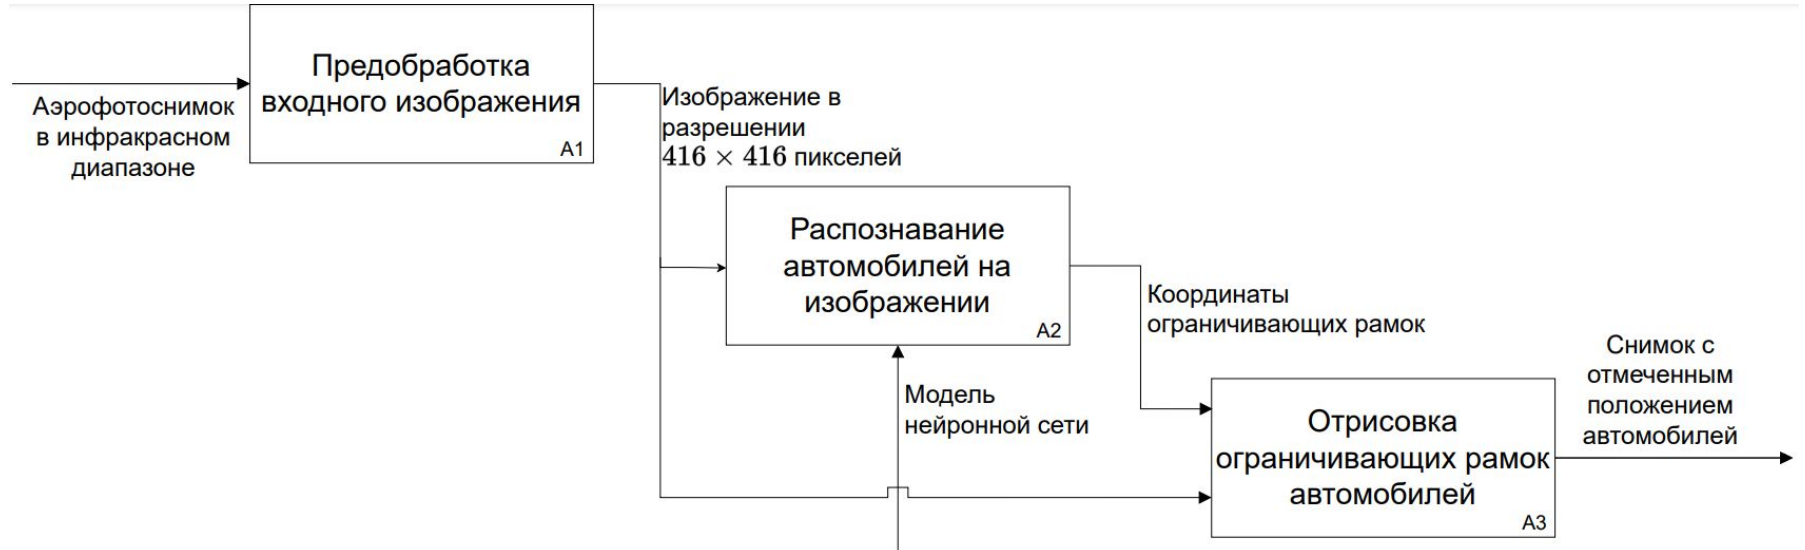 Предобработка
входного изображения
A1
Аэрофотоснимок
в инфракрасном
диапазоне
Изображение в
разрешении
416 × 416 пикселей
Распознавание
автомобилей на
изображении
A2
Координаты
ограничивающих рамок
Модель
нейронной сети
Отрисовка
ограничивающих рамок
автомобилей
A3
Снимок с
отмеченным
положением
автомобилей